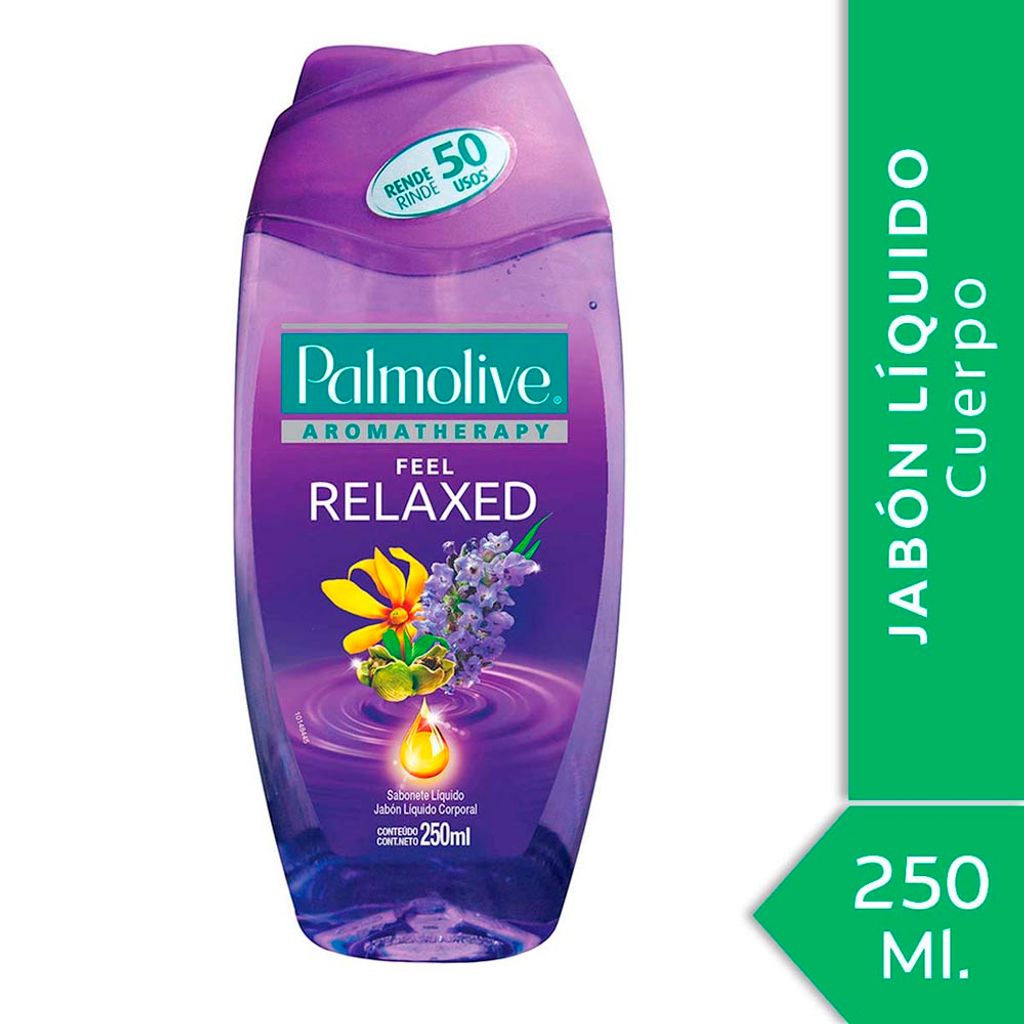 RENDE 50
RINDE USOS
Palmolive®
AROMATHERAPY
FEEL
RELAXED
10148445
Sabonete Líquido
Jabón Líquido Corporal
CONTEÚDO
CONT.NETO 250ml
JABÓN LÍQUIDO
Cuerpo
250
Ml.